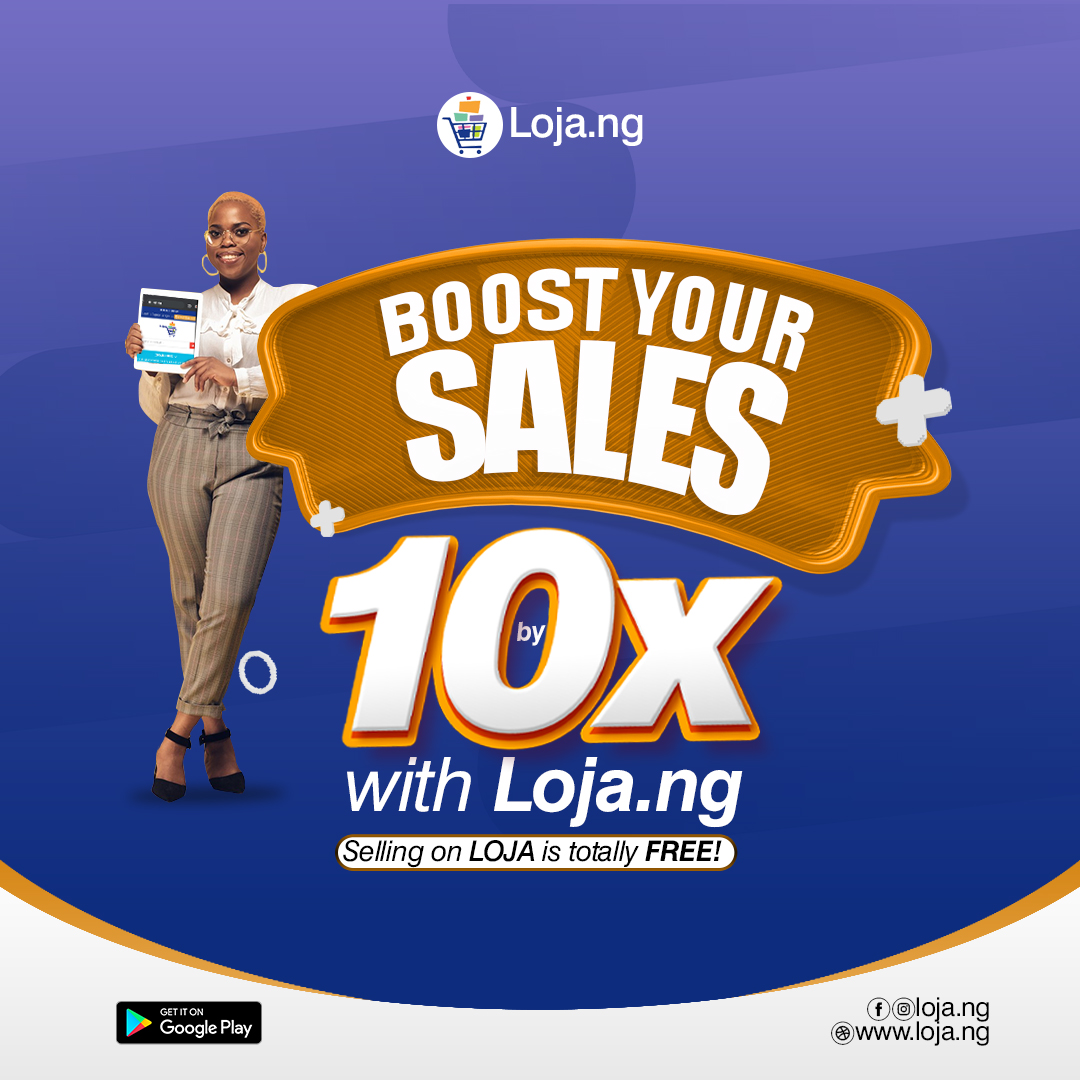 Loja.ng
BOOST YOUR
SALES
by
10x
with Loja.ng
Selling on LOJA is totally FREE!
GET IT ON
Google Play
loja.ng
www.loja.ng